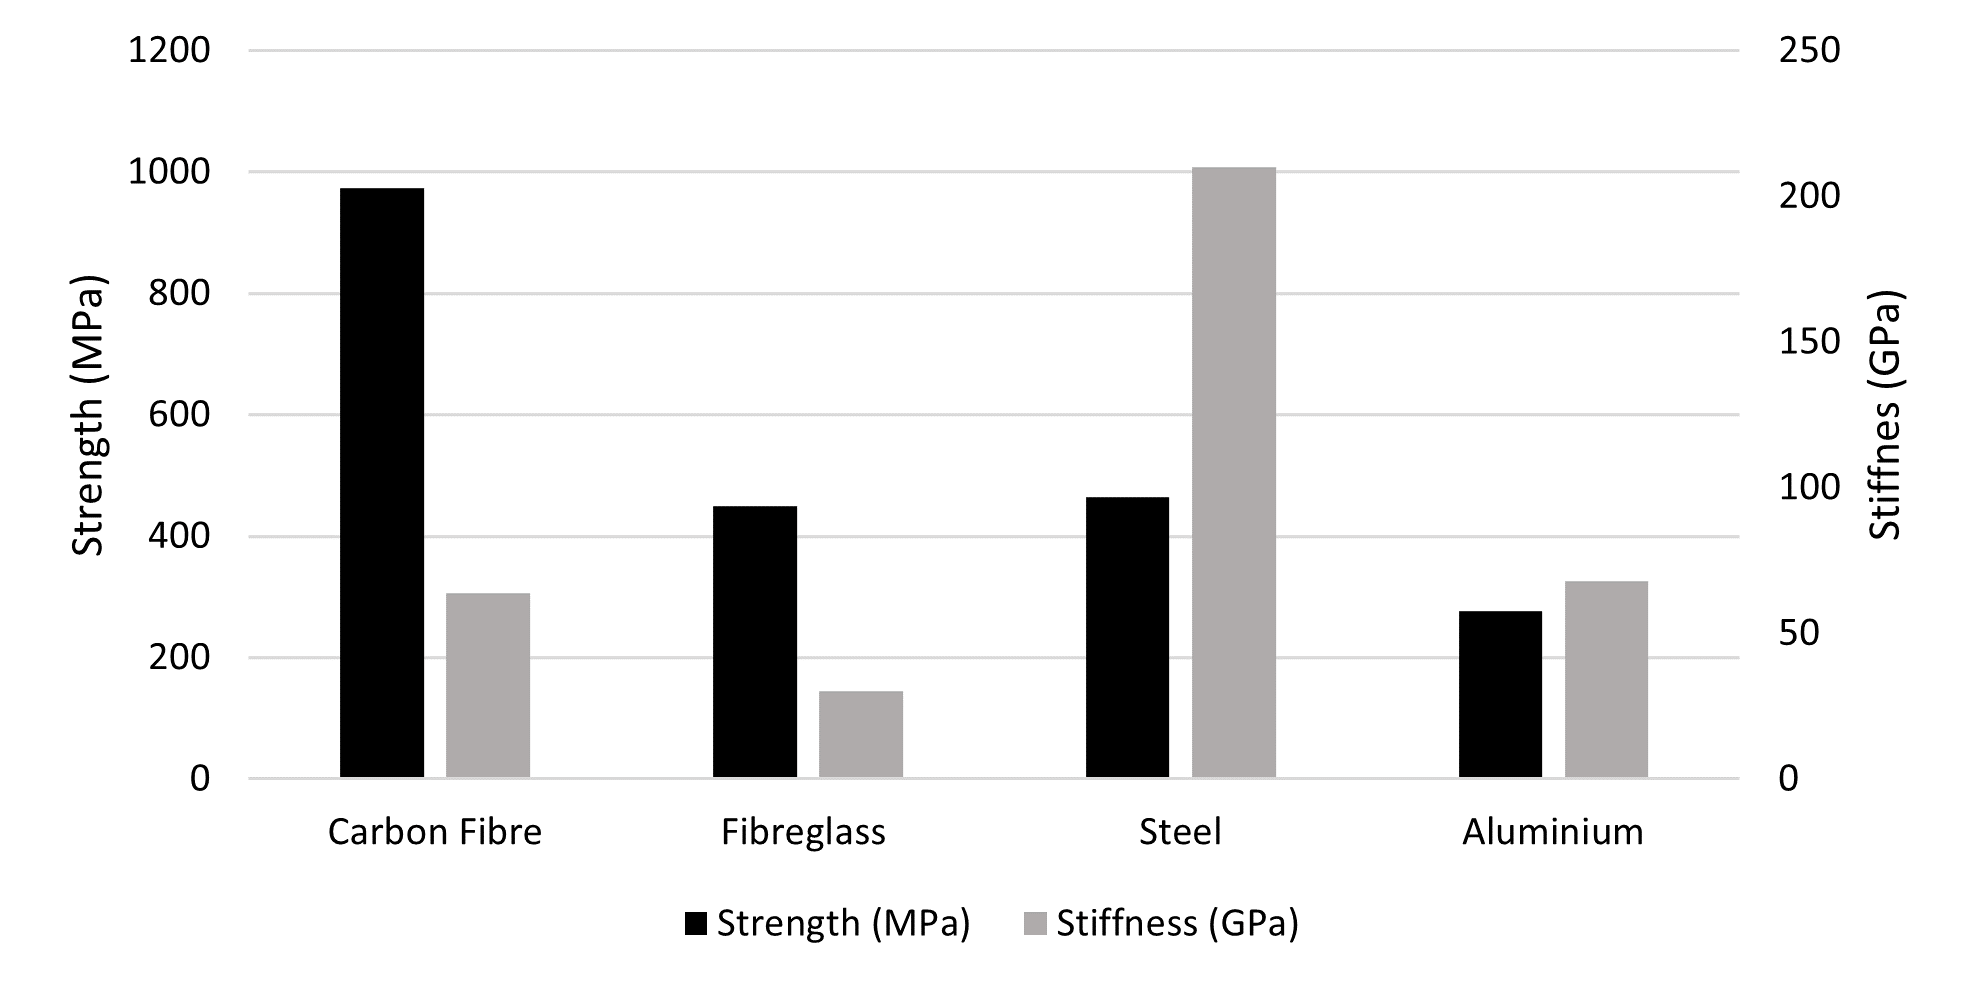 1200
1000
800
600
400
200
0
Strength (MPa)
250
200
150
100
50
0
Stiffnes (GPa)
Carbon Fibre
Fibreglass
Steel
Aluminium
Strength (MPa)
Stiffness (GPa)